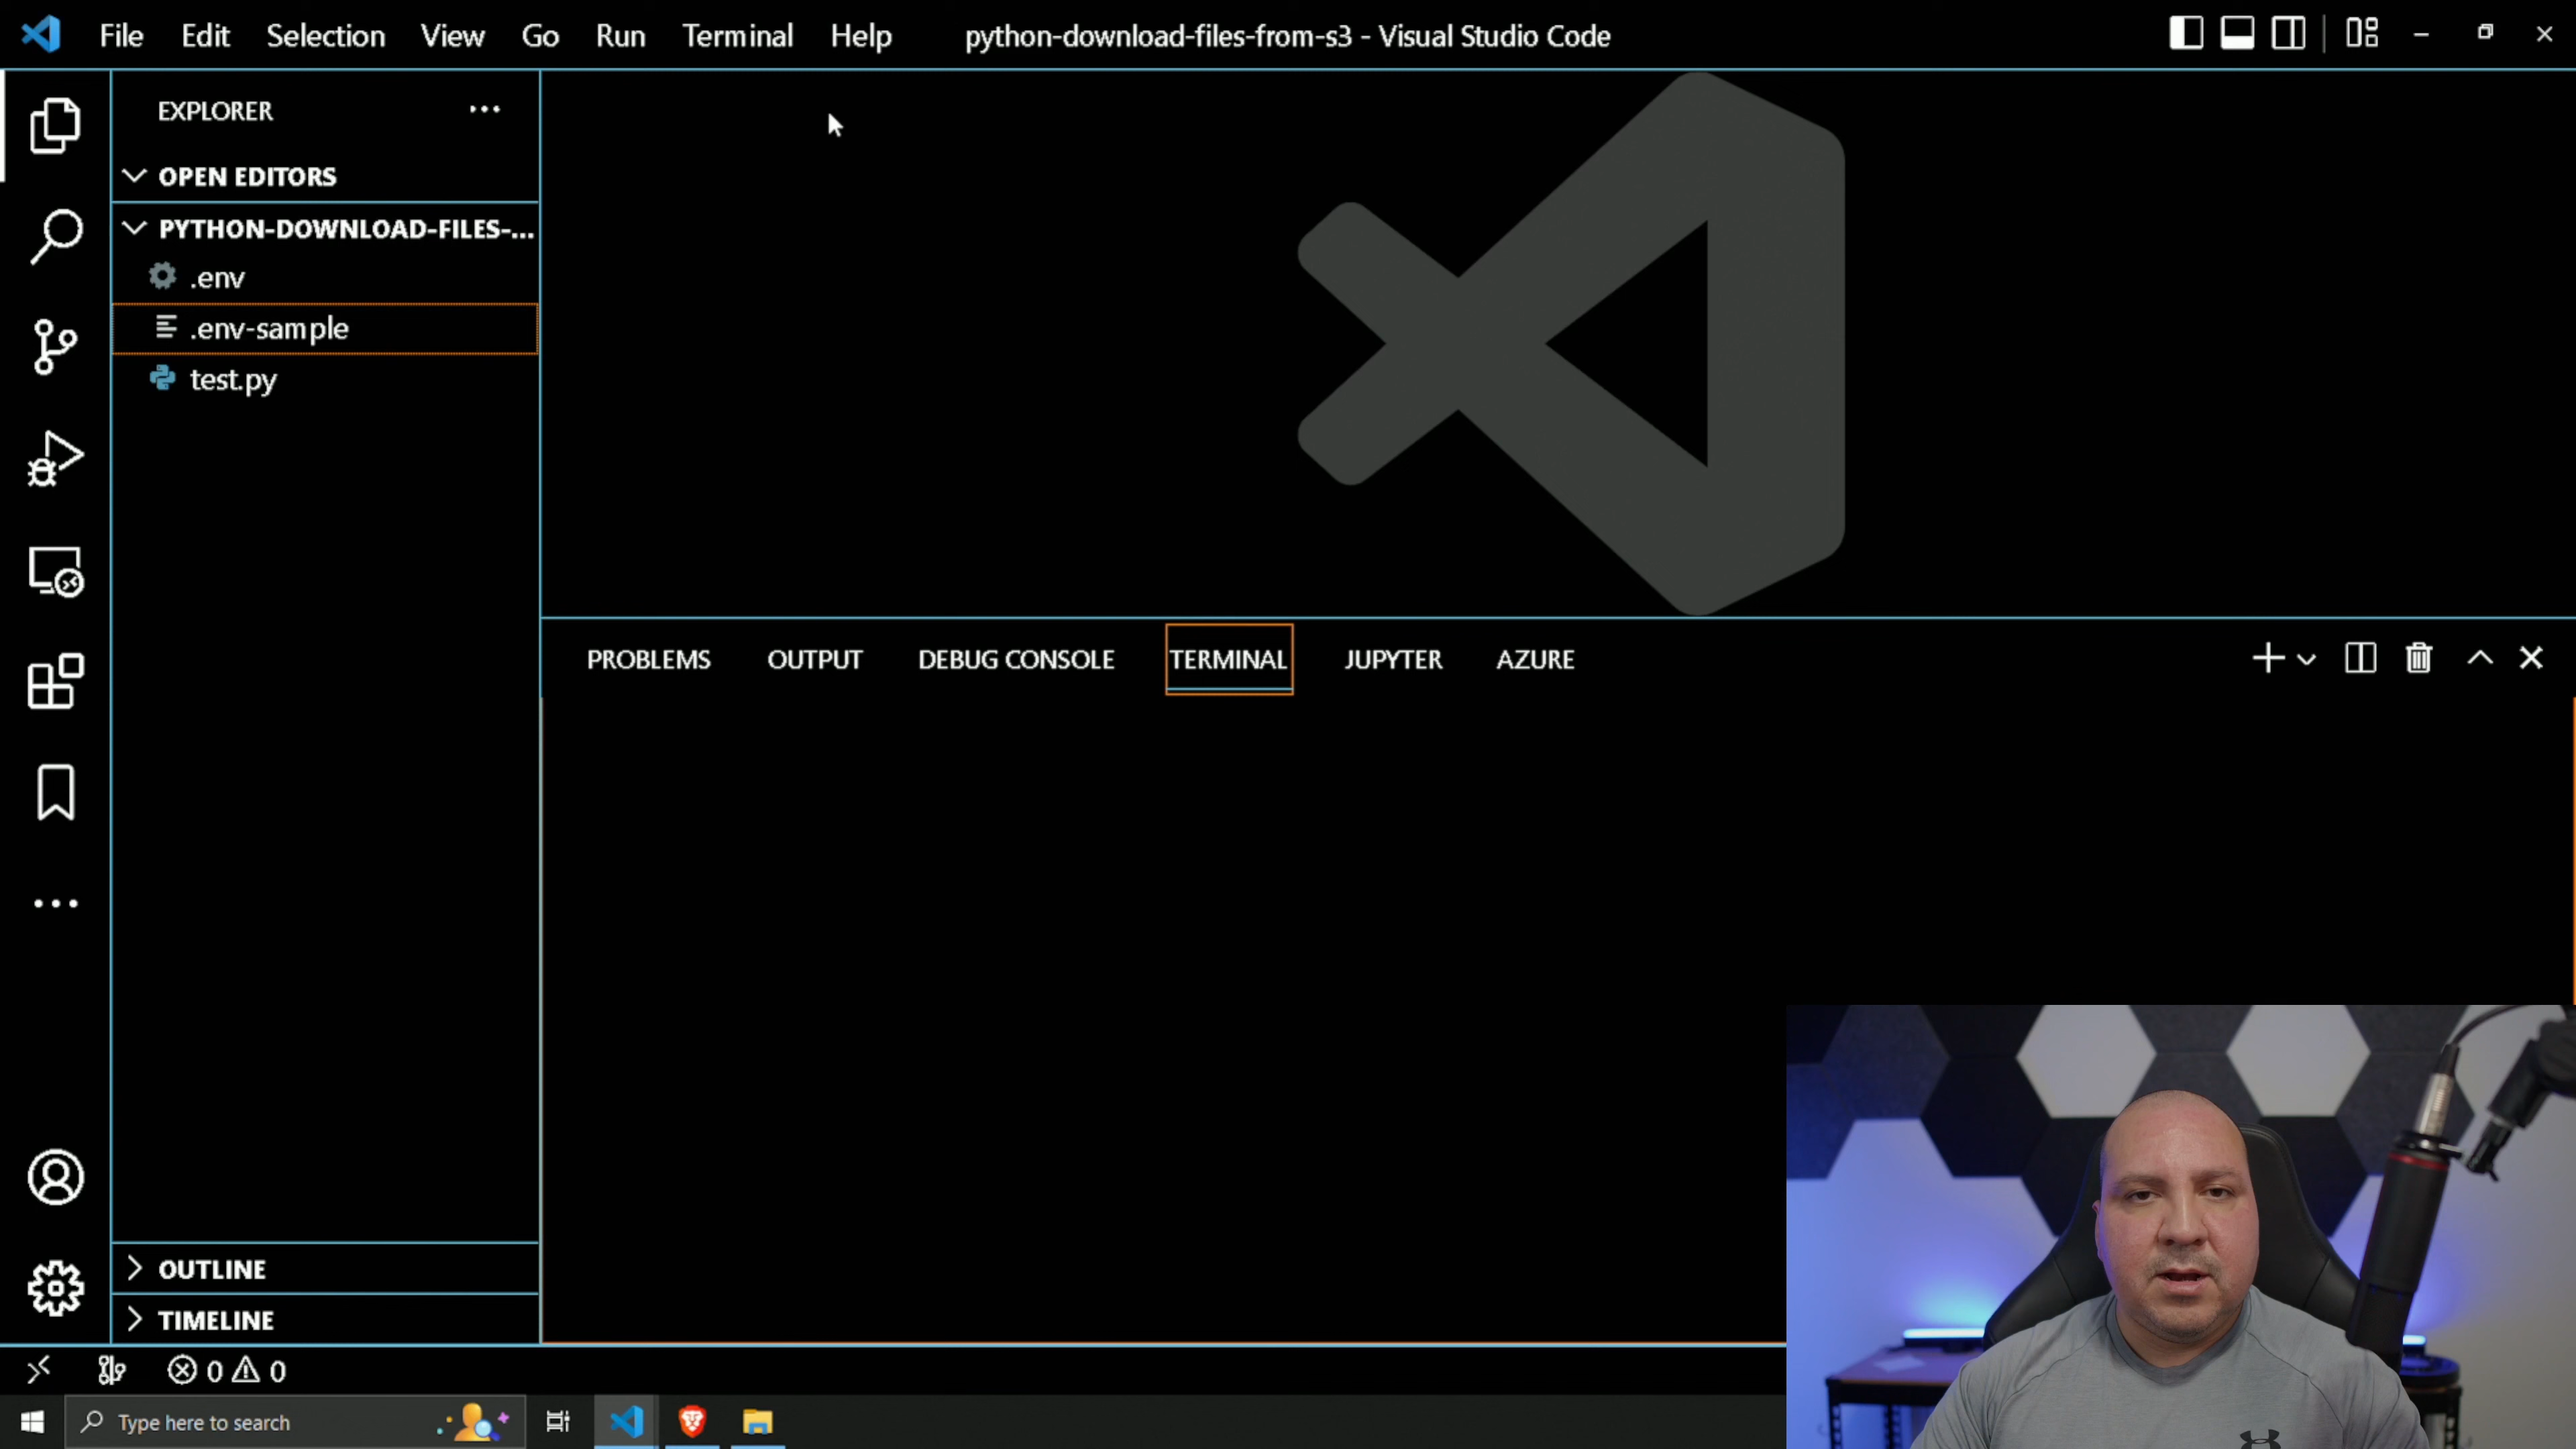 File Edit Selection View Go Run Terminal Help python-download-files-from-s3 - Visual Studio Code
EXPLORER
OPEN EDITORS
PYTHON-DOWNLOAD-FILES-...
.env
.env-sample
test.py
PROBLEMS OUTPUT DEBUG CONSOLE TERMINAL JUPYTER AZURE
OUTLINE
TIMELINE
0 0
Type here to search